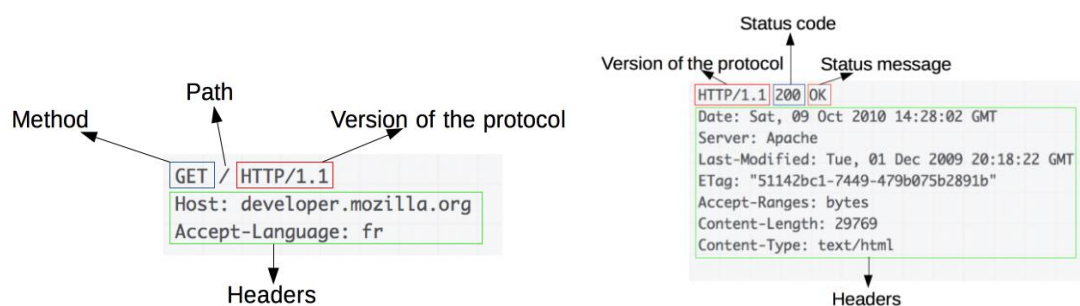 Path
Method
Version of the protocol
GET / HTTP/1.1
Host: developer.mozilla.org
Accept-Language: fr
Headers
Status code
Version of the protocol
Status message
HTTP/1.1 200 OK
Date: Sat, 09 Oct 2010 14:28:02 GMT
Server: Apache
Last-Modified: Tue, 01 Dec 2009 20:18:22 GMT
ETag: "51142bc1-7449-479b075b2891b"
Accept-Ranges: bytes
Content-Length: 29769
Content-Type: text/html
Headers